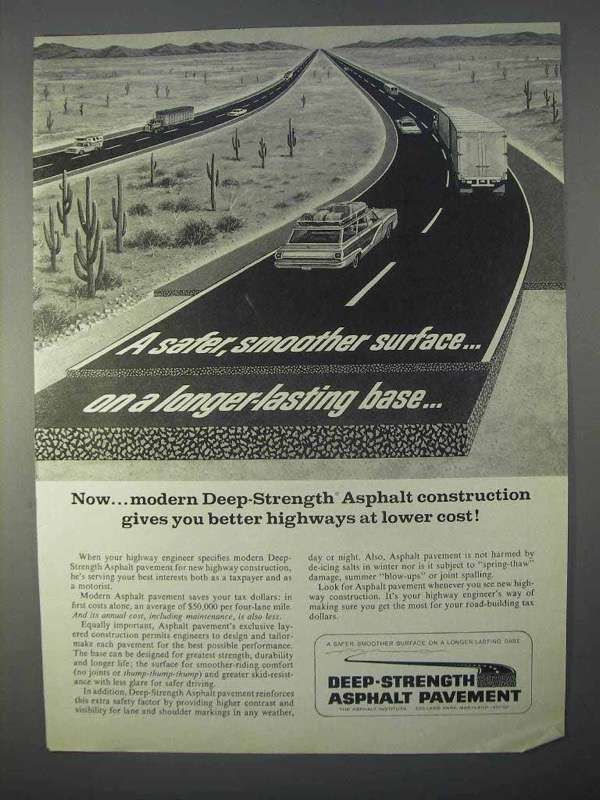 A safer, smoother surface...
on a longer-lasting base...
Now...modern Deep-Strength® Asphalt construction
gives you better highways at lower cost!
When your highway engineer specifies modern Deep-
Strength Asphalt pavement for new highway construction,
he's serving your best interests both as a taxpayer and as
a motorist.
Modern Asphalt pavement saves your tax dollars: in
first costs alone, an average of $50,000 per four-lane mile.
And its annual cost, including maintenance, is also less.
Equally important, Asphalt pavement's exclusive lay-
ered construction permits engineers to design and tailor-
make each pavement for the best possible performance.
The base can be designed for greatest strength, durability
and longer life; the surface for smoother-riding comfort
(no joints or thump-thump-thump) and greater skid-resist-
ance with less glare for safer driving.
In addition, Deep-Strength Asphalt pavement reinforces
this extra safety factor by providing higher contrast and
visibility for lane and shoulder markings in any weather,
day or night. Also, Asphalt pavement is not harmed by
de-icing salts in winter nor is it subject to "spring-thaw"
damage, summer "blow-ups" or joint spalling.
Look for Asphalt pavement whenever you see new high-
way construction. It's your highway engineer's way of
making sure you get the most for your road-building tax
dollars.
A SAFER, SMOOTHER SURFACE ON A LONGER-LASTING BASE
DEEP-STRENGTH
ASPHALT PAVEMENT
THE ASPHALT INSTITUTE COLLEGE PARK, MARYLAND